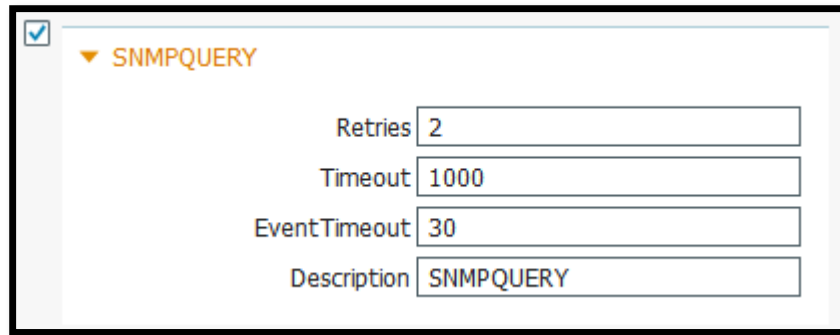 SNMPQUERY
Retries 2
Timeout 1000
EventTimeout 30
Description SNMPQUERY